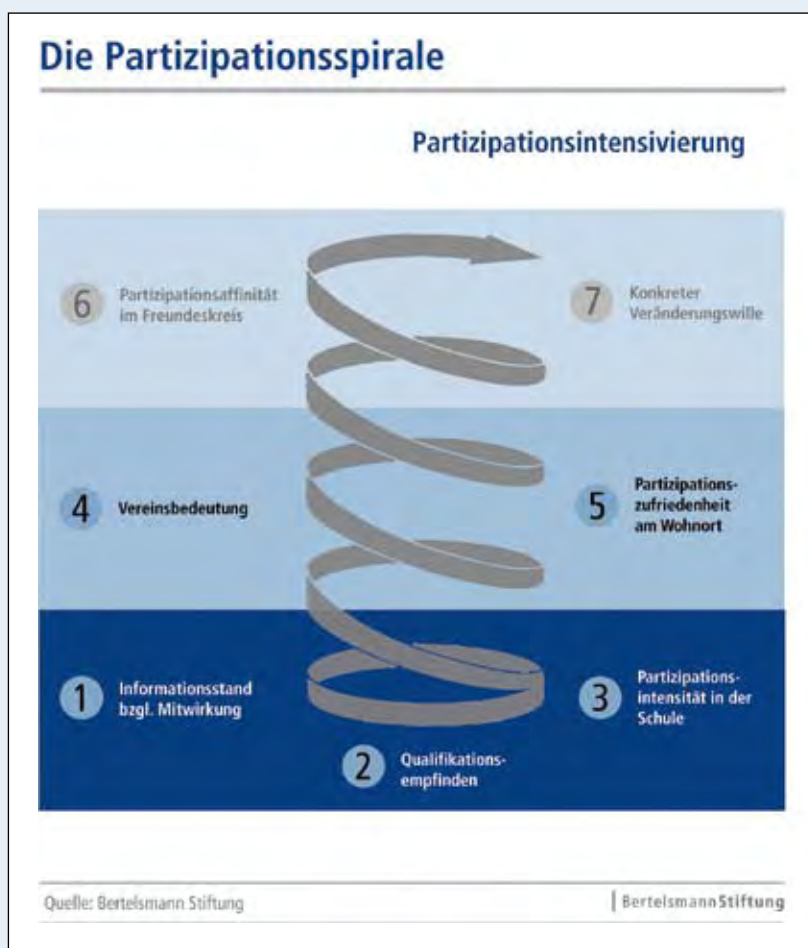 Die Partizipationsspirale
Partizipationsintensivierung
6 Partizipationsaffinität
im Freundeskreis
7 Konkreter
Veränderungswille
4 Vereinsbedeutung
5 Partizipations-
zufriedenheit
am Wohnort
1 Informationsstand
bzgl. Mitwirkung
3 Partizipations-
intensität in der
Schule
2 Qualifikations-
empfinden
Quelle: Bertelsmann Stiftung
BertelsmannStiftung